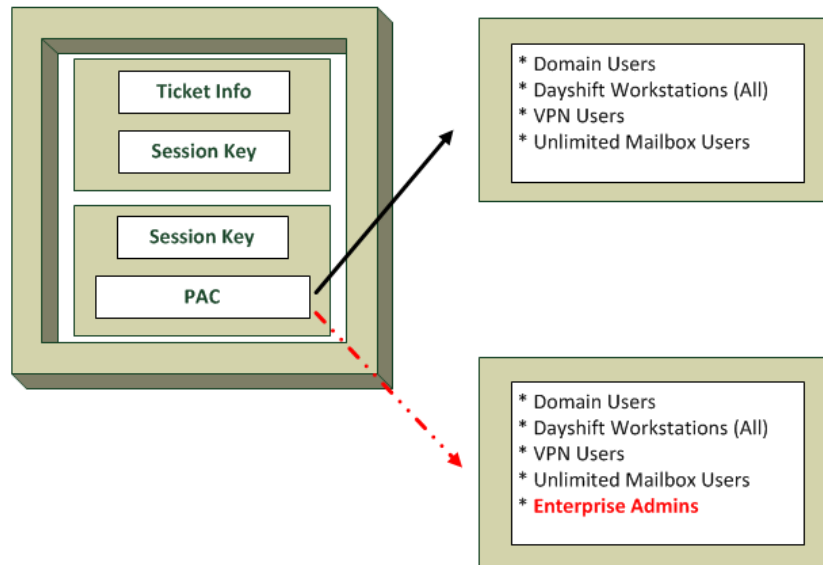 Ticket Info
Session Key
Session Key
PAC
* Domain Users
* Dayshift Workstations (All)
* VPN Users
* Unlimited Mailbox Users
* Domain Users
* Dayshift Workstations (All)
* VPN Users
* Unlimited Mailbox Users
* Enterprise Admins